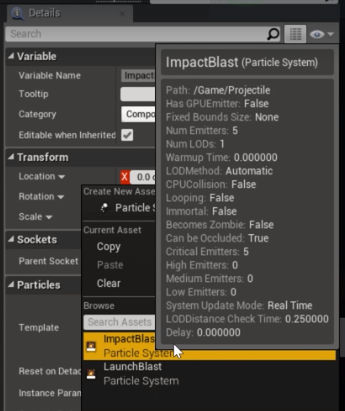 Details
Search
Variable
Variable Name
Impact
Tooltip
Category
Compo
Editable when Inherited
Transform
Location
X
0.0
Rotation
Scale
Sockets
Parent Socket
Particles
Template
Reset on Detac
Instance Param
Create New Asse
Particle S
Current Asset
Copy
Paste
Clear
Browse
Search Assets
ImpactBlas
Particle System
LaunchBlast
Particle System
ImpactBlast (Particle System)
Path: /Game/Projectile
Has GPUEmitter: False
Fixed Bounds Size: None
Num Emitters: 5
Num LODs: 1
Warmup Time: 0.000000
LODMethod: Automatic
CPUCollision: False
Looping: False
Immortal: False
Becomes Zombie: False
Can be Occluded: True
Critical Emitters: 5
High Emitters: 0
Medium Emitters: 0
Low Emitters: 0
System Update Mode: Real Time
LODDistance Check Time: 0.250000
Delay: 0.000000